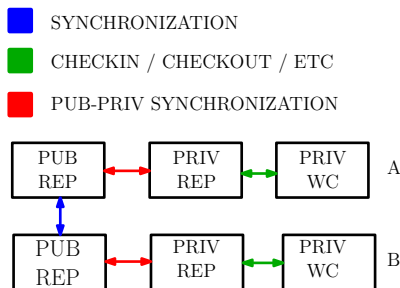 SYNCHRONIZATION
CHECKIN / CHECKOUT / ETC
PUB-PRIV SYNCHRONIZATION
PUB REP
PRIV REP
PRIV WC
A
PUB REP
PRIV REP
PRIV WC
B